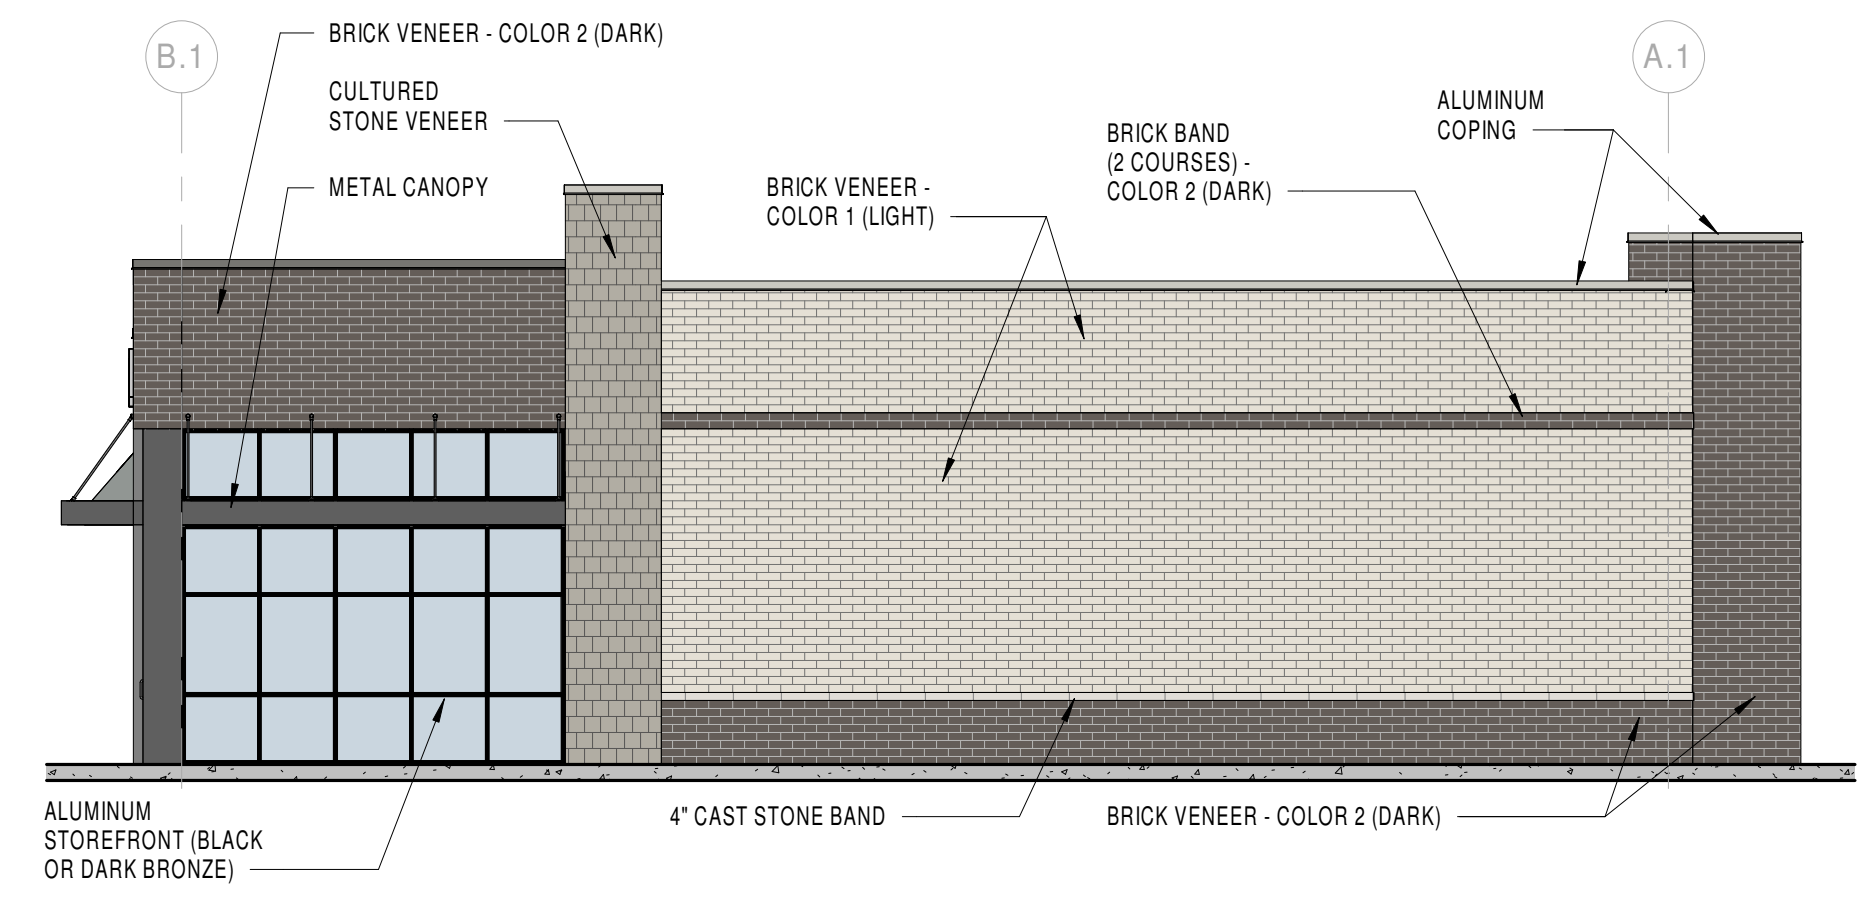 B.1
BRICK VENEER - COLOR 2 (DARK)
A.1
CULTURED
STONE VENEER
METAL CANOPY
BRICK VENEER -
COLOR 1 (LIGHT)
BRICK BAND
(2 COURSES) -
COLOR 2 (DARK)
ALUMINUM
COPING
ALUMINUM
STOREFRONT (BLACK
OR DARK BRONZE)
4" CAST STONE BAND
BRICK VENEER - COLOR 2 (DARK)